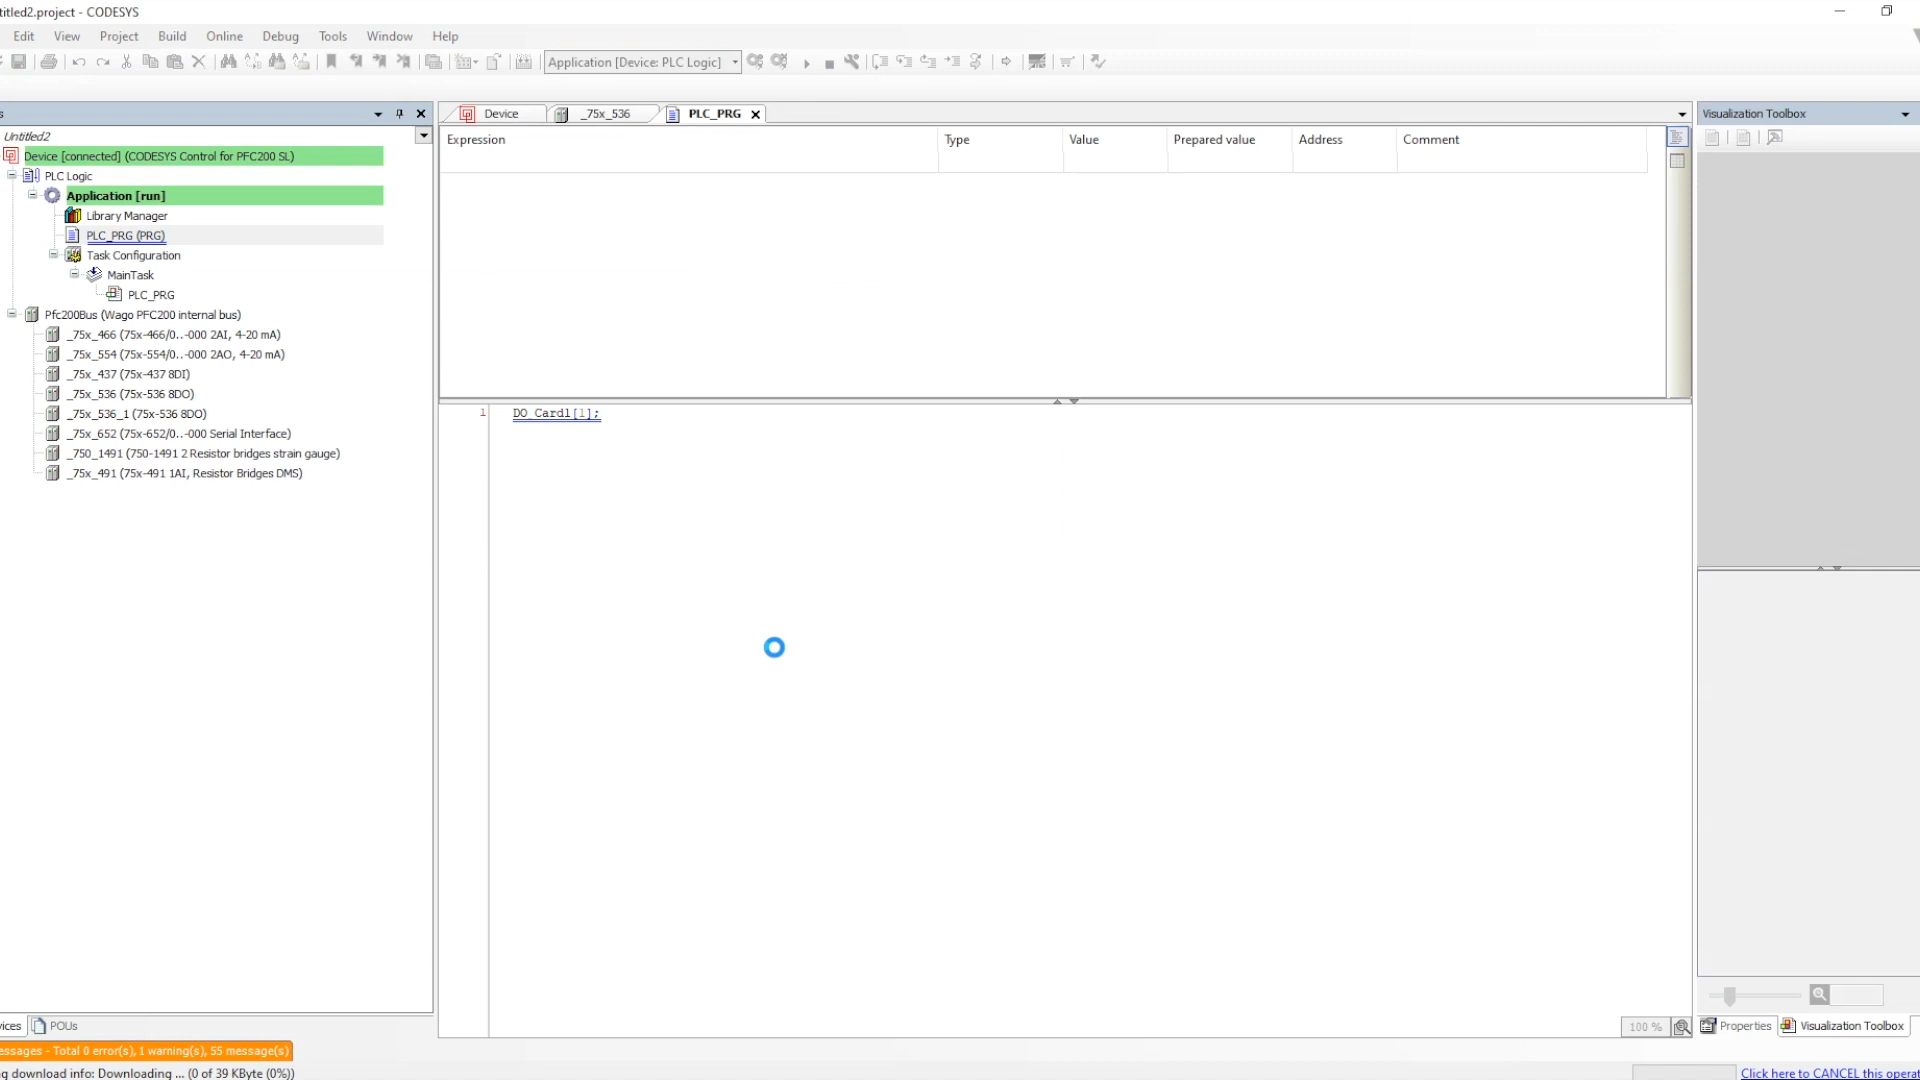 titled2.project - CODESYS
Edit View Project Build Online Debug Tools Window Help
Application [Device: PLC Logic]
s
Untitled2
Device [connected] (CODESYS Control for PFC200 SL)
PLC Logic
Application [run]
Library Manager
PLC_PRG (PRG)
Task Configuration
MainTask
PLC_PRG
Pfc200Bus (Wago PFC200 internal bus)
_75x_466 (75x-466/0..-000 2AI, 4-20 mA)
_75x_554 (75x-554/0..-000 2AO, 4-20 mA)
_75x_437 (75x-437 8DI)
_75x_536 (75x-536 8DO)
_75x_536_1 (75x-536 8DO)
_75x_652 (75x-652/0..-000 Serial Interface)
_750_1491 (750-1491 2 Resistor bridges strain gauge)
_75x_491 (75x-491 1AI, Resistor Bridges DMS)
Device _75x_536 PLC_PRG
Expression Type Value Prepared value Address Comment
1 DO_Card1[1];
100 %
Visualization Toolbox
Properties Visualization Toolbox
vices POUs
essages - Total 0 error(s), 1 warning(s), 55 message(s)
g download info: Downloading ... (0 of 39 KByte (0%))
Click here to CANCEL this operat